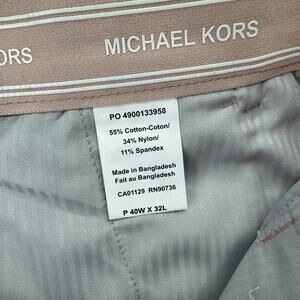 ORS MICHAEL KORS
PO 4900133958
55% Cotton-Coton/
34% Nylon/
11% Spandex
Made in Bangladesh
Fait au Bangladesh
CA01129 RN90736
P 40W X 32L